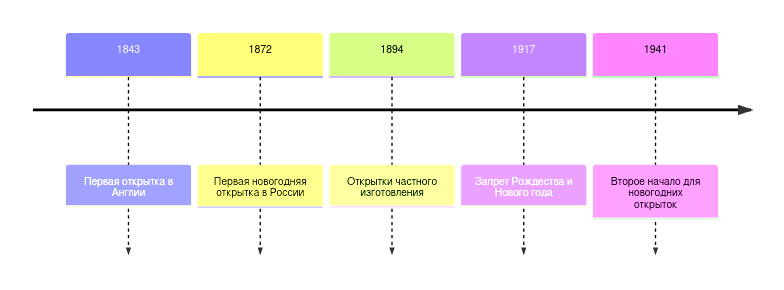 1843
1872
1894
1917
1941
Первая открытка в
Англии
Первая новогодняя
открытка в России
Открытки частного
изготовления
Запрет Рождества и
Нового года
Второе начало для
новогодних
открыток